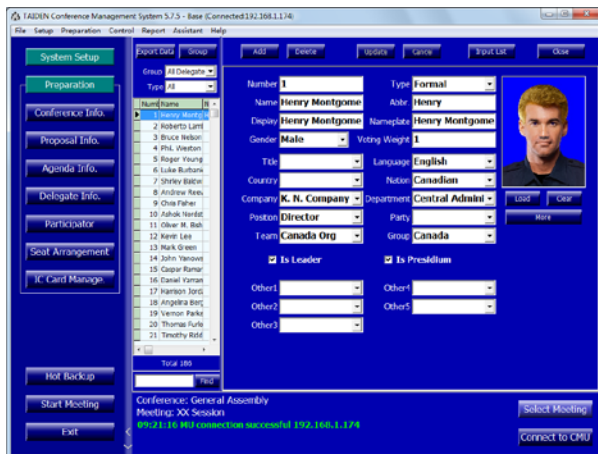 TAIDEN Conference Management System 5.7.5 - Base (Connected:192.168.1.174)
File Setup Preparation Control Report Assistant Help
System Setup
Preparation
Conference Info.
Proposal Info.
Agenda Info.
Delegate Info.
Participator
Seat Arrangement
IC Card Manage.
Hot Backup
Start Meeting
Exit
Export Data Group
Group All Delegate
Type All
Numb Name N
1 Henry Montgo H
2 Roberto Lamb
3 Bruce Nelson
4 Phil Weston
5 Roger Young
6 Luke Burbank
7 Shirley Baldw
8 Andrew Reev
9 Chris Fisher
10 Ashok Nerdst
11 Oliver M. Bish
12 Kevin Lee
13 Mark Green
14 John Yanows
15 Caspar Ramar
16 Daniel Yarman
17 Harrison Jord
18 Angelina Berg
19 Vernon Parke
20 Thomas Furlo
21 Timothy Ridd
Total 186
Find
Add Delete Update Cancel Input List Close
Number 1 Type Formal
Name Henry Montgome Abbr. Henry
Display Henry Montgome Nameplate Henry Montgome
Gender Male Voting Weight 1
Title Language English
Country Nation Canadian
Company K. N. Company Department Central Admini
Position Director Party
Team Canada Org Group Canada
Is Leader Is Presidium
Other1 Other4
Other2 Other5
Other3
Load Clear
More
Conference: General Assembly
Meeting: XX Session
09:21:16 MU connection successful 192.168.1.174
Select Meeting
Connect to CMU